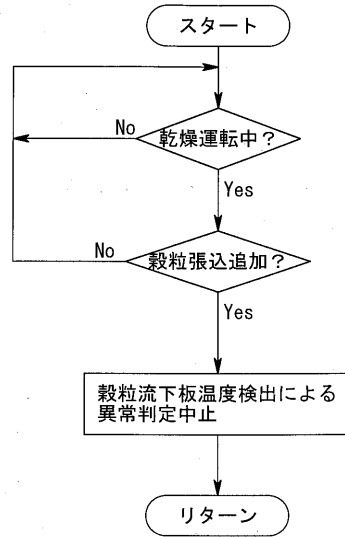 スタート
No
乾燥運転中？
Yes
No
穀粒張込追加？
Yes
穀粒流下板温度検出による
異常判定中止
リターン